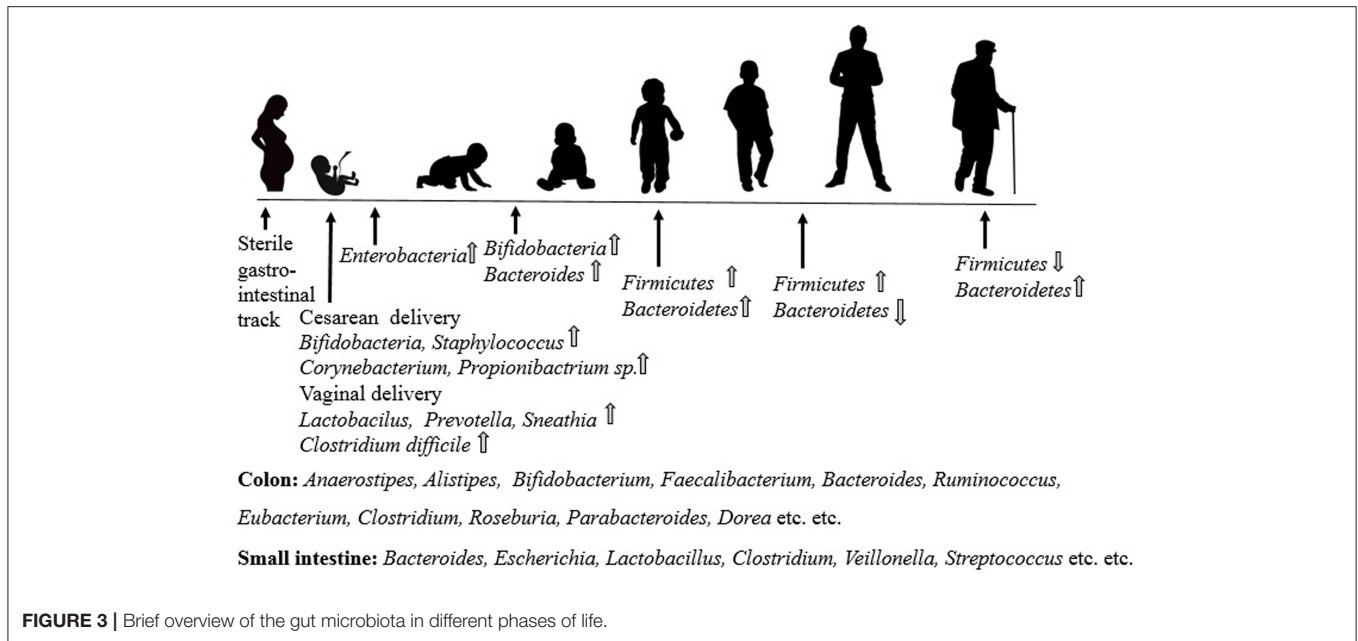 Sterile
gastro-
intestinal
track
Enterobacteria⇧
Bifidobacteria⇧
Bacteroides ⇧
Firmicutes ⇧
Bacteroidetes⇧
Firmicutes ⇧
Bacteroidetes⇩
Firmicutes⇩
Bacteroidetes⇧
Cesarean delivery
Bifidobacteria, Staphylococcus⇧
Corynebacterium, Propionibactrium sp.⇧
Vaginal delivery
Lactobacilus, Prevotella, Sneathia ⇧
Clostridium difficile ⇧
Colon: Anaerostipes, Alistipes, Bifidobacterium, Faecalibacterium, Bacteroides, Ruminococcus,
Eubacterium, Clostridium, Roseburia, Parabacteroides, Dorea etc. etc.
Small intestine: Bacteroides, Escherichia, Lactobacillus, Clostridium, Veillonella, Streptococcus etc. etc.
FIGURE 3 | Brief overview of the gut microbiota in different phases of life.